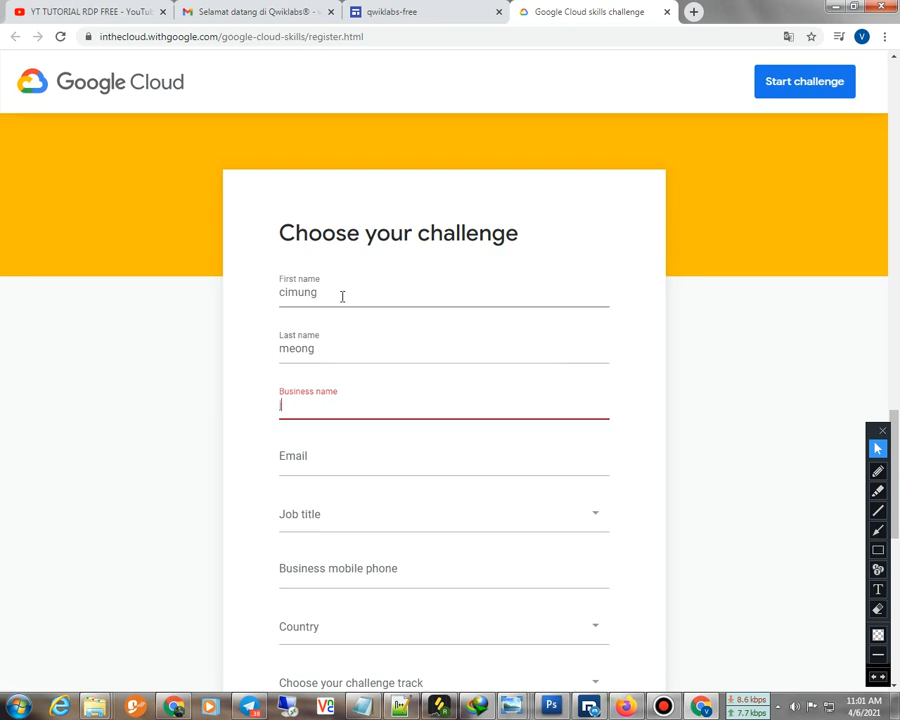 YT TUTORIAL RDP FREE - YouTu
Selamat datang di Qwiklabs® -
qwiklabs-free
Google Cloud skills challenge
inthecloud.withgoogle.com/google-cloud-skills/register.html
V
Google Cloud
Start challenge
Choose your challenge
First name
cimung
Last name
meong
Business name
Email
Job title
Business mobile phone
Country
Choose your challenge track
T
38
Ps
V
8.6 kbps
7.7 kbps
11:01 AM
4/6/2021